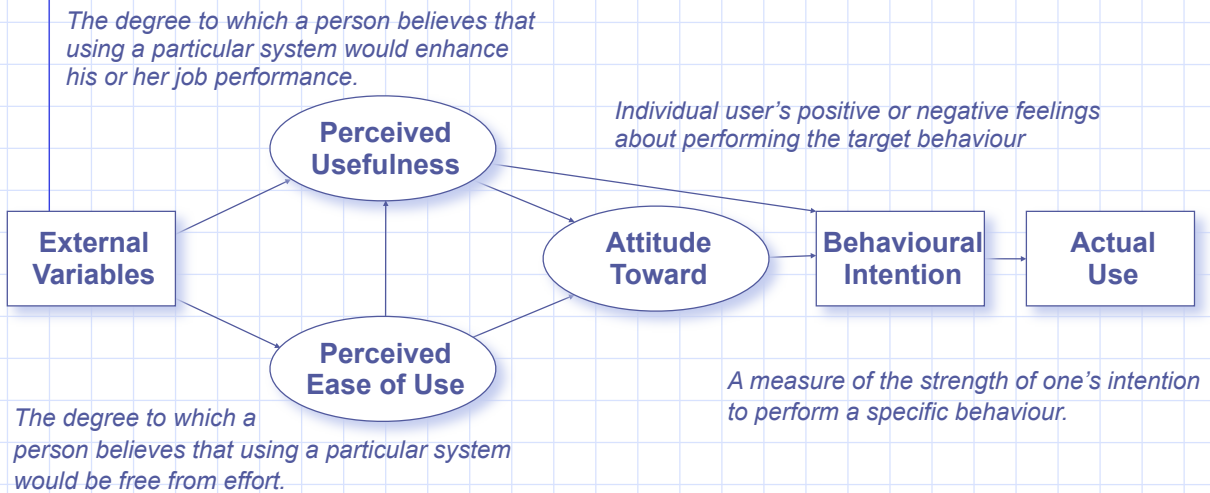 The degree to which a person believes that
using a particular system would enhance
his or her job performance.
Perceived
Usefulness
Individual user's positive or negative feelings
about performing the target behaviour
External
Variables
Attitude
Toward
Behavioural
Intention
Actual
Use
Perceived
Ease of Use
A measure of the strength of one's intention
to perform a specific behaviour.
The degree to which a
person believes that using a particular system
would be free from effort.